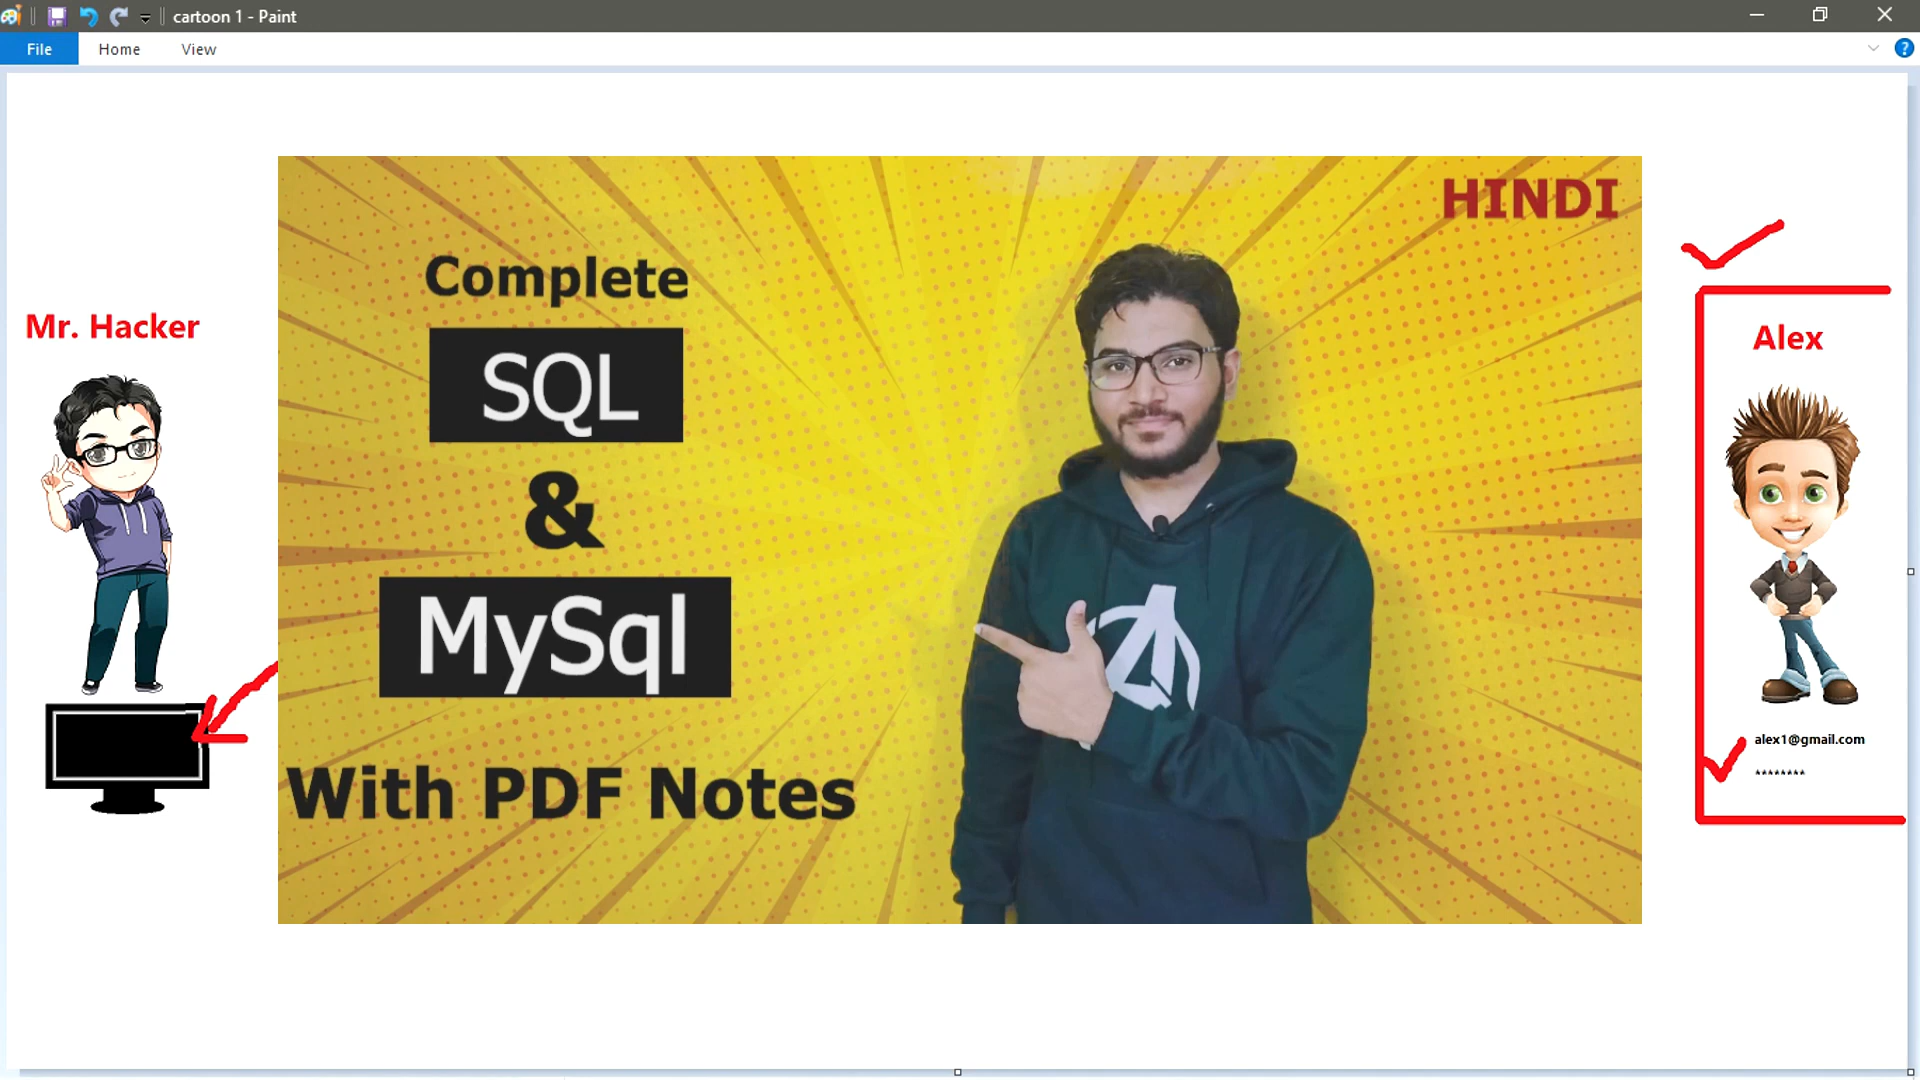 cartoon 1 - Paint
File Home View
HINDI
Complete
SQL
&
MySql
With PDF Notes
Mr. Hacker
Alex
alex1@gmail.com
********